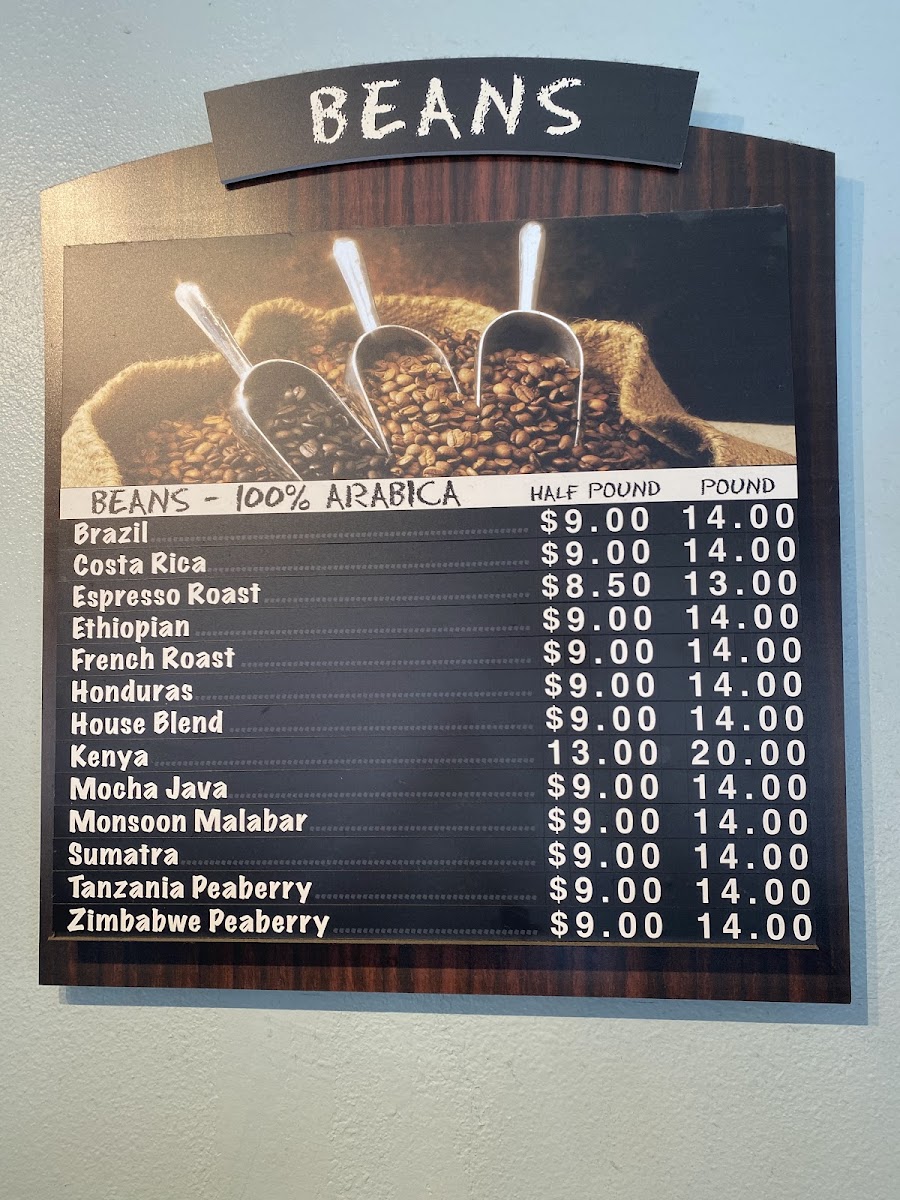 BEANS
BEANS - 100% ARABICA HALF POUND POUND
Brazil $9.00 14.00
Costa Rica $9.00 14.00
Espresso Roast $8.50 13.00
Ethiopian $9.00 14.00
French Roast $9.00 14.00
Honduras $9.00 14.00
House Blend $9.00 14.00
Kenya 13.00 20.00
Mocha Java $9.00 14.00
Monsoon Malabar $9.00 14.00
Sumatra $9.00 14.00
Tanzania Peaberry $9.00 14.00
Zimbabwe Peaberry $9.00 14.00